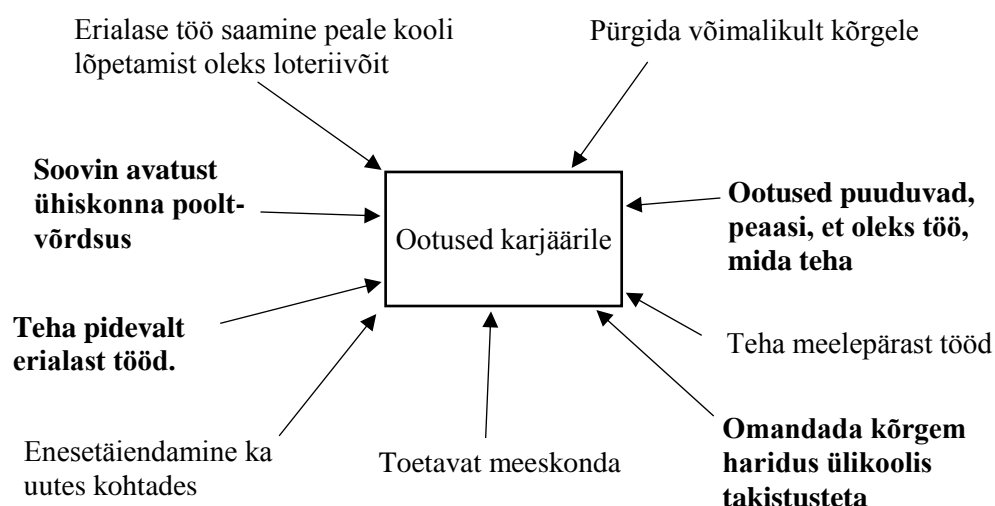 Erialase töö saamine peale kooli
lõpetamist oleks loteriivõit
Pürgida võimalikult kõrgele
Soovin avatust
ühiskonna poolt-
võrdsus
Ootused karjäärile
Ootused puuduvad,
peaasi, et oleks töö,
mida teha
Teha pidevalt
erialast tööd.
Teha meelepärast tööd
Enesetäiendamine ka
uutes kohtades
Toetavat meeskonda
Omandada kõrgem
haridus ülikoolis
takistusteta